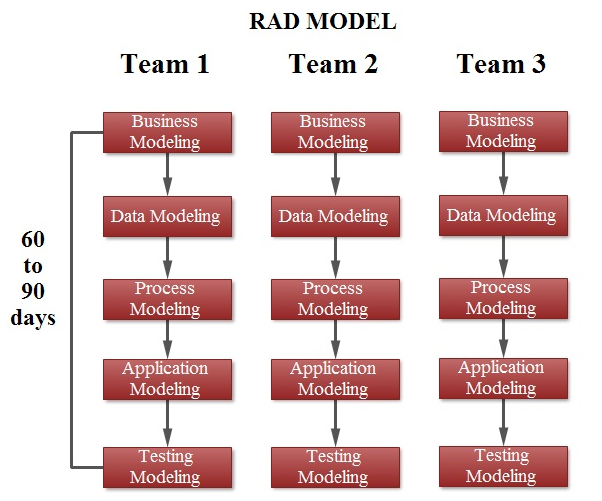 RAD MODEL
Team 1
Team 2
Team 3
Business
Modeling
Business
Modeling
Business
Modeling
Data Modeling
Data Modeling
Data Modeling
60
to
90
days
Process
Modeling
Process
Modeling
Process
Modeling
Application
Modeling
Application
Modeling
Application
Modeling
Testing
Modeling
Testing
Modeling
Testing
Modeling